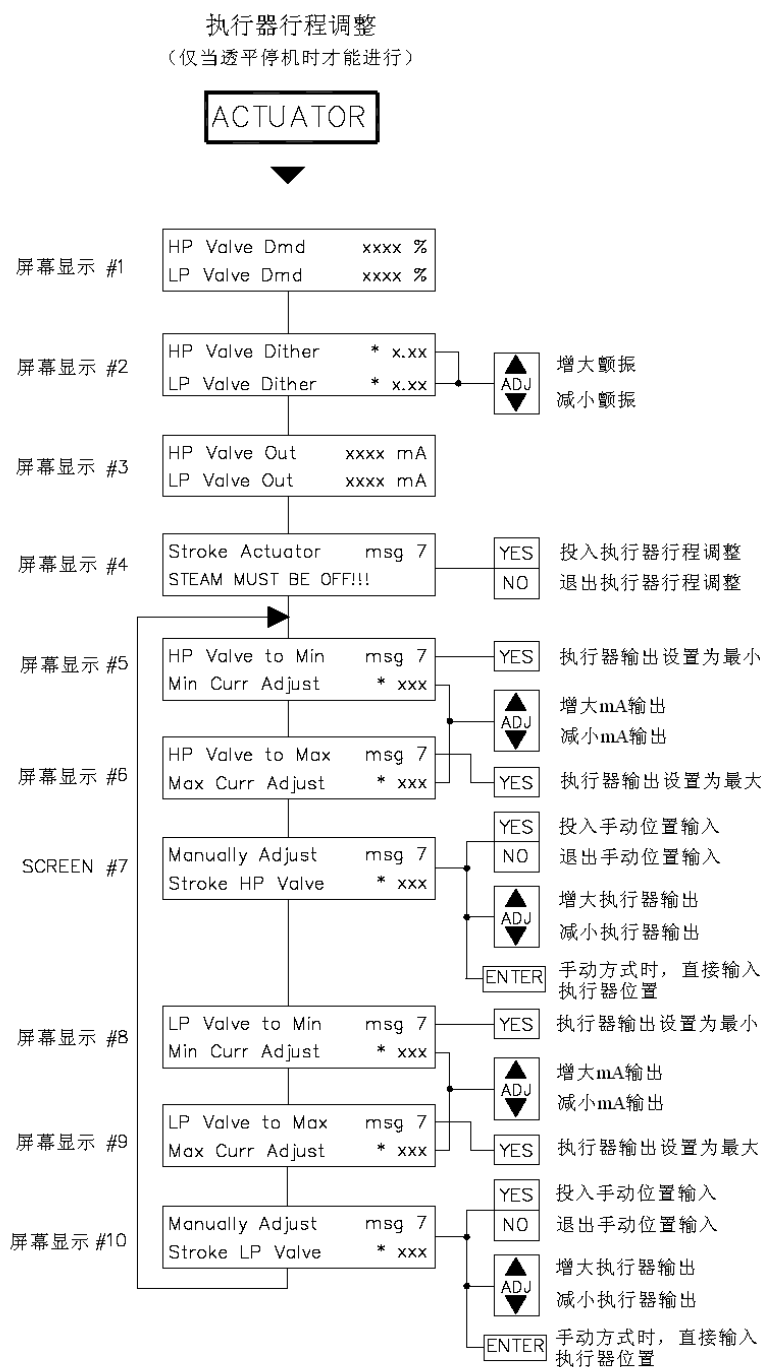 执行器行程调整
（仅当透平停机时才能进行）
ACTUATOR
屏幕显示 #1
HP Valve Dmd xxxx %
LP Valve Dmd xxxx %
屏幕显示 #2
HP Valve Dither * x.xx
LP Valve Dither * x.xx
ADJ
增大颤振
减小颤振
屏幕显示 #3
HP Valve Out xxxx mA
LP Valve Out xxxx mA
屏幕显示 #4
Stroke Actuator msg 7
STEAM MUST BE OFF!!!
YES 投入执行器行程调整
NO 退出执行器行程调整
屏幕显示 #5
HP Valve to Min msg 7
Min Curr Adjust * xxx
YES 执行器输出设置为最小
ADJ
增大mA输出
减小mA输出
屏幕显示 #6
HP Valve to Max msg 7
Max Curr Adjust * xxx
YES 执行器输出设置为最大
SCREEN #7
Manually Adjust msg 7
Stroke HP Valve * xxx
YES 投入手动位置输入
NO 退出手动位置输入
ADJ
增大执行器输出
减小执行器输出
ENTER 手动方式时，直接输入
执行器位置
屏幕显示 #8
LP Valve to Min msg 7
Min Curr Adjust * xxx
YES 执行器输出设置为最小
ADJ
增大mA输出
减小mA输出
屏幕显示 #9
LP Valve to Max msg 7
Max Curr Adjust * xxx
YES 执行器输出设置为最大
屏幕显示 #10
Manually Adjust msg 7
Stroke LP Valve * xxx
YES 投入手动位置输入
NO 退出手动位置输入
ADJ
增大执行器输出
减小执行器输出
ENTER 手动方式时，直接输入
执行器位置